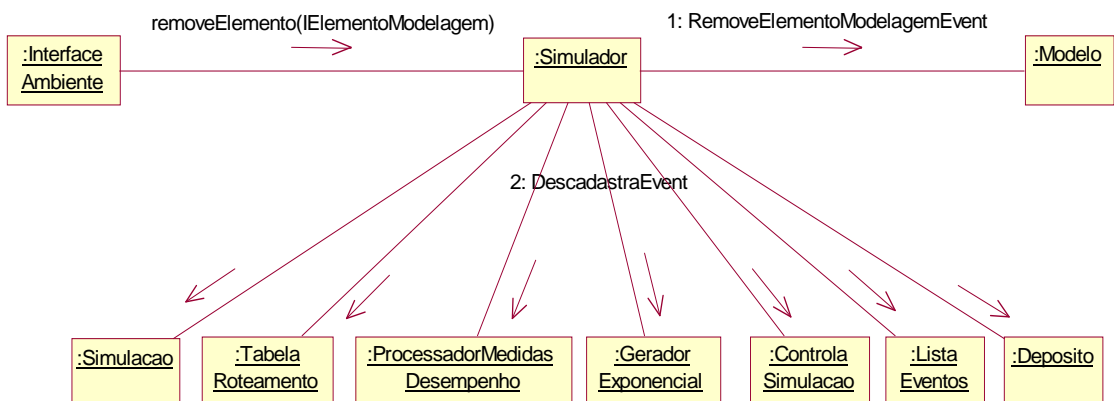 removeElemento(IElementoModelagem)
1: RemoveElementoModelagemEvent
:Interface
Ambiente
:Simulador
:Modelo
2: DescadastraEvent
:Simulacao
:Tabela
Roteamento
:ProcessadorMedidas
Desempenho
:Gerador
Exponencial
:Controla
Simulacao
:Lista
Eventos
:Deposito